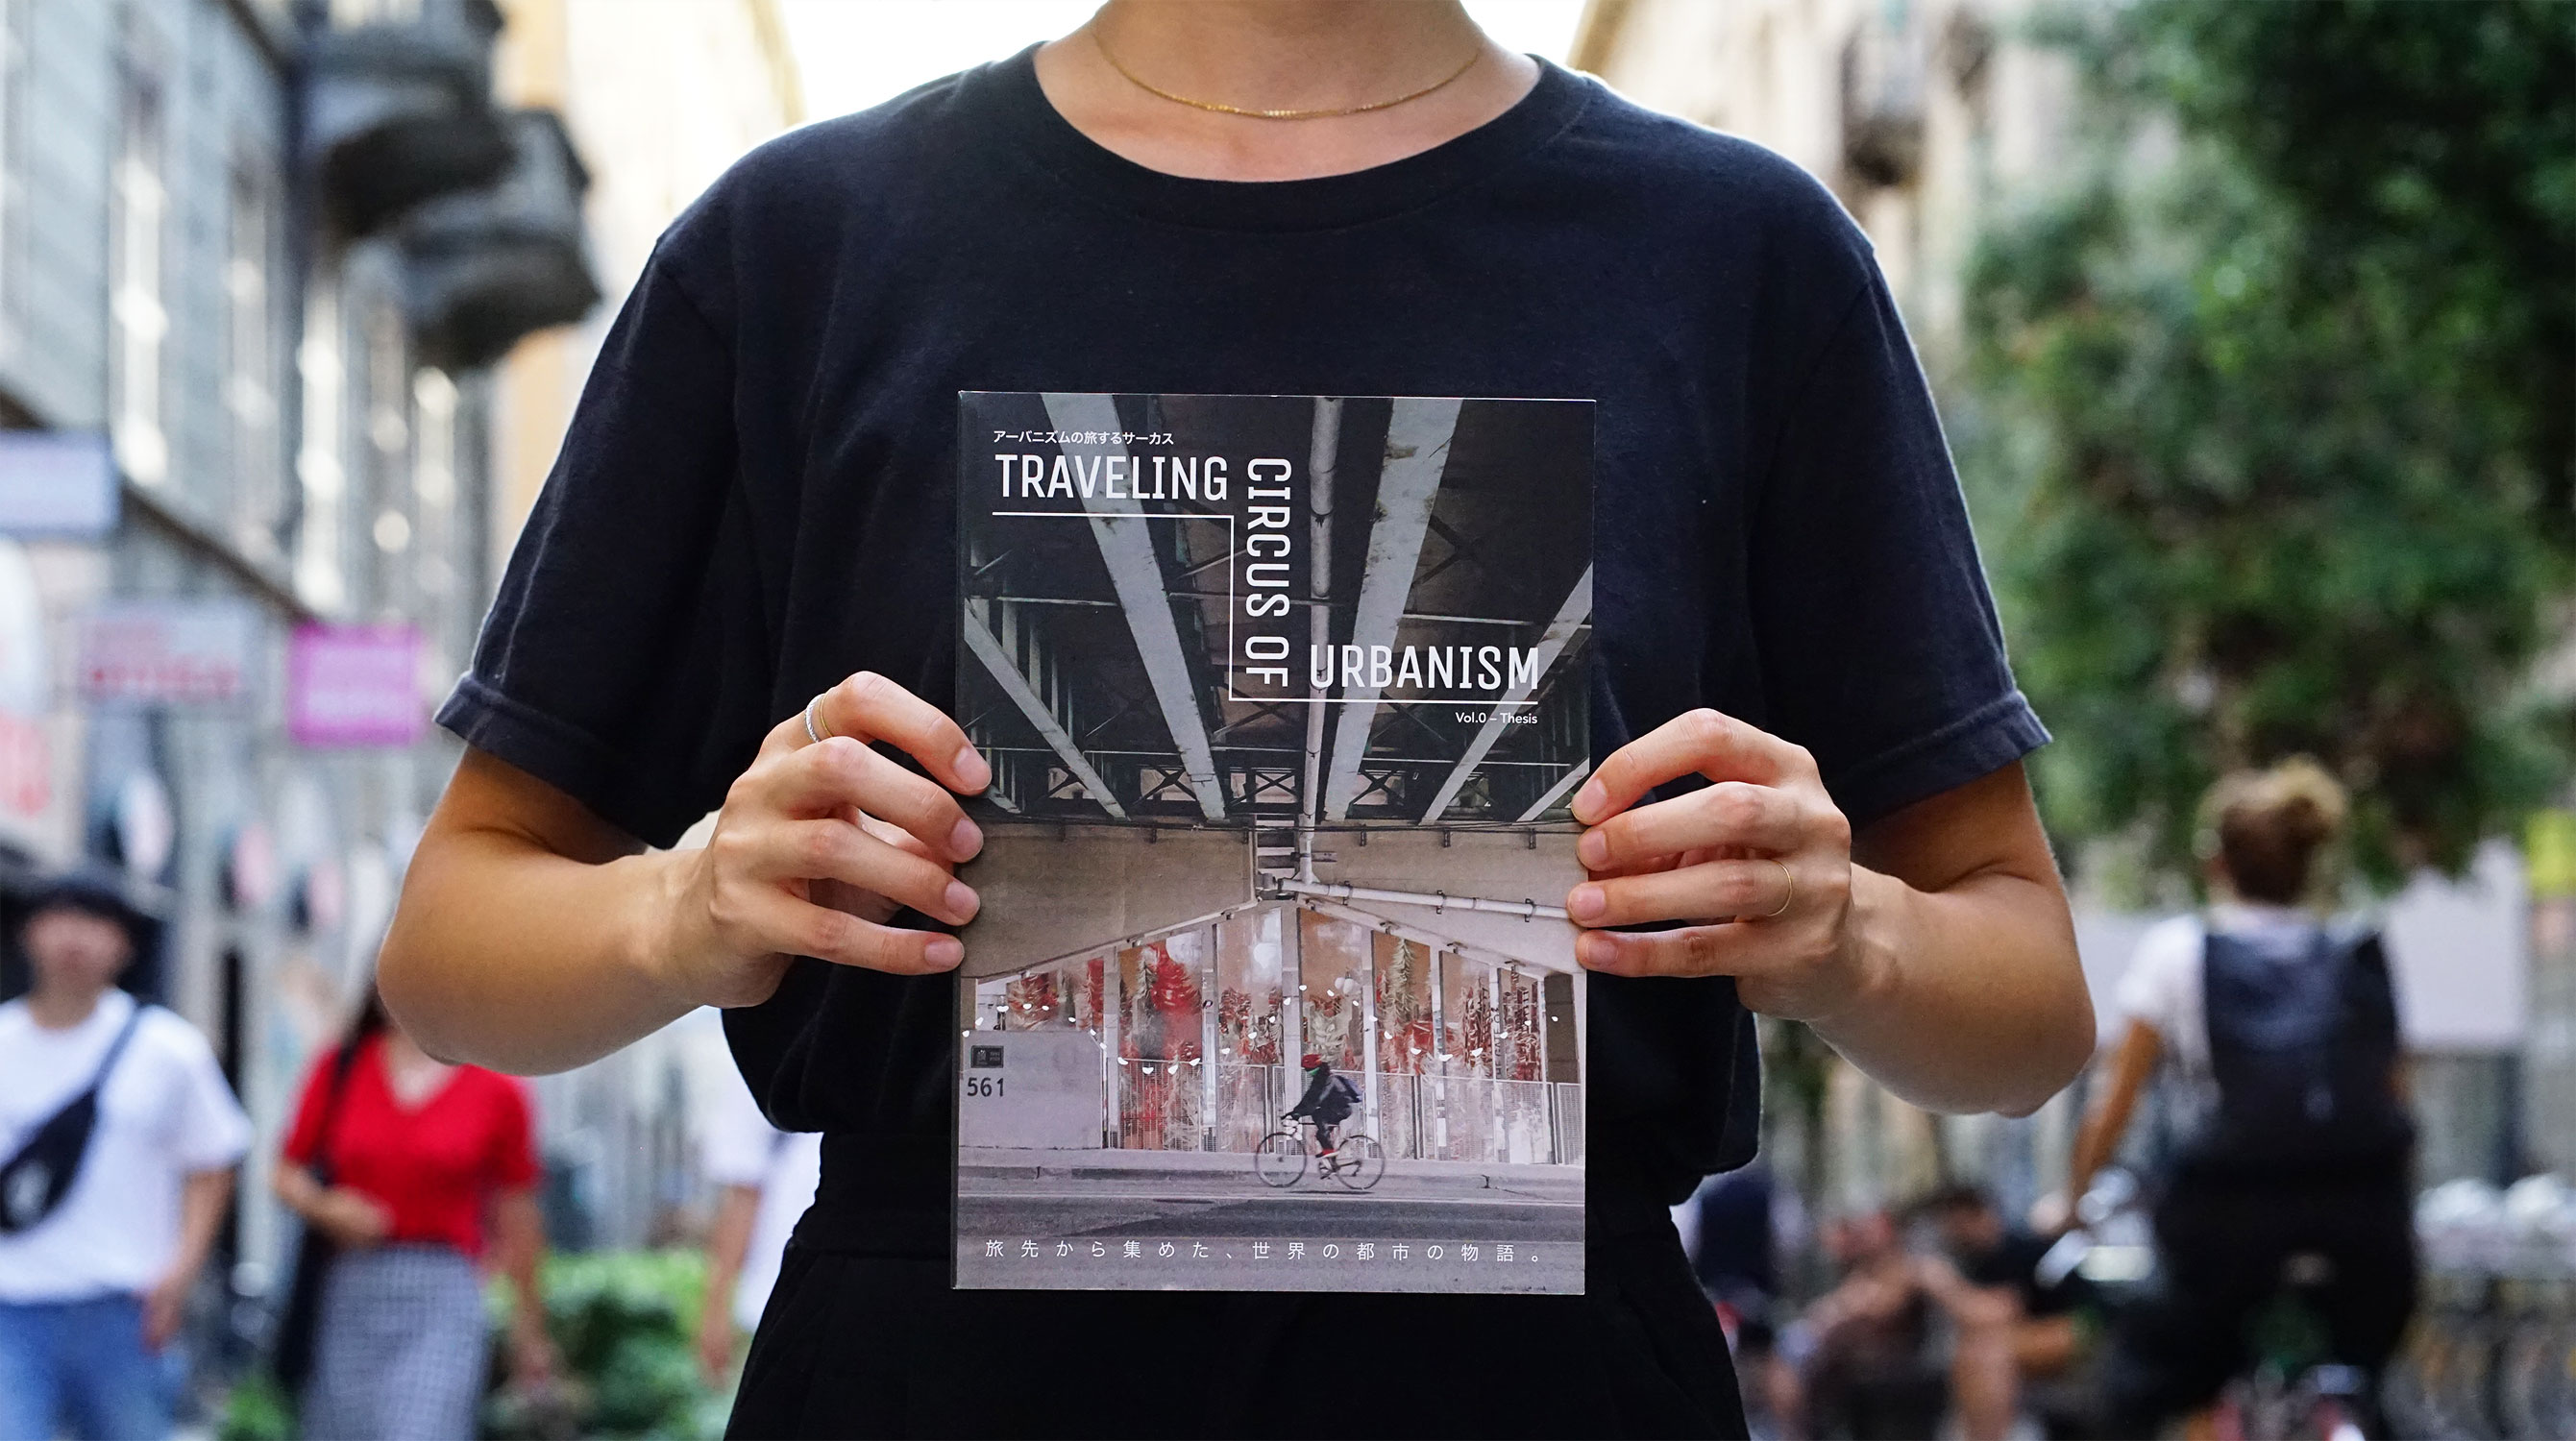 アーバニズムの旅するサーカス
TRAVELING
CIRCUS OF
URBANISM
Vol.0 – Thesis
561
旅先から集めた、世界の都市の物語。